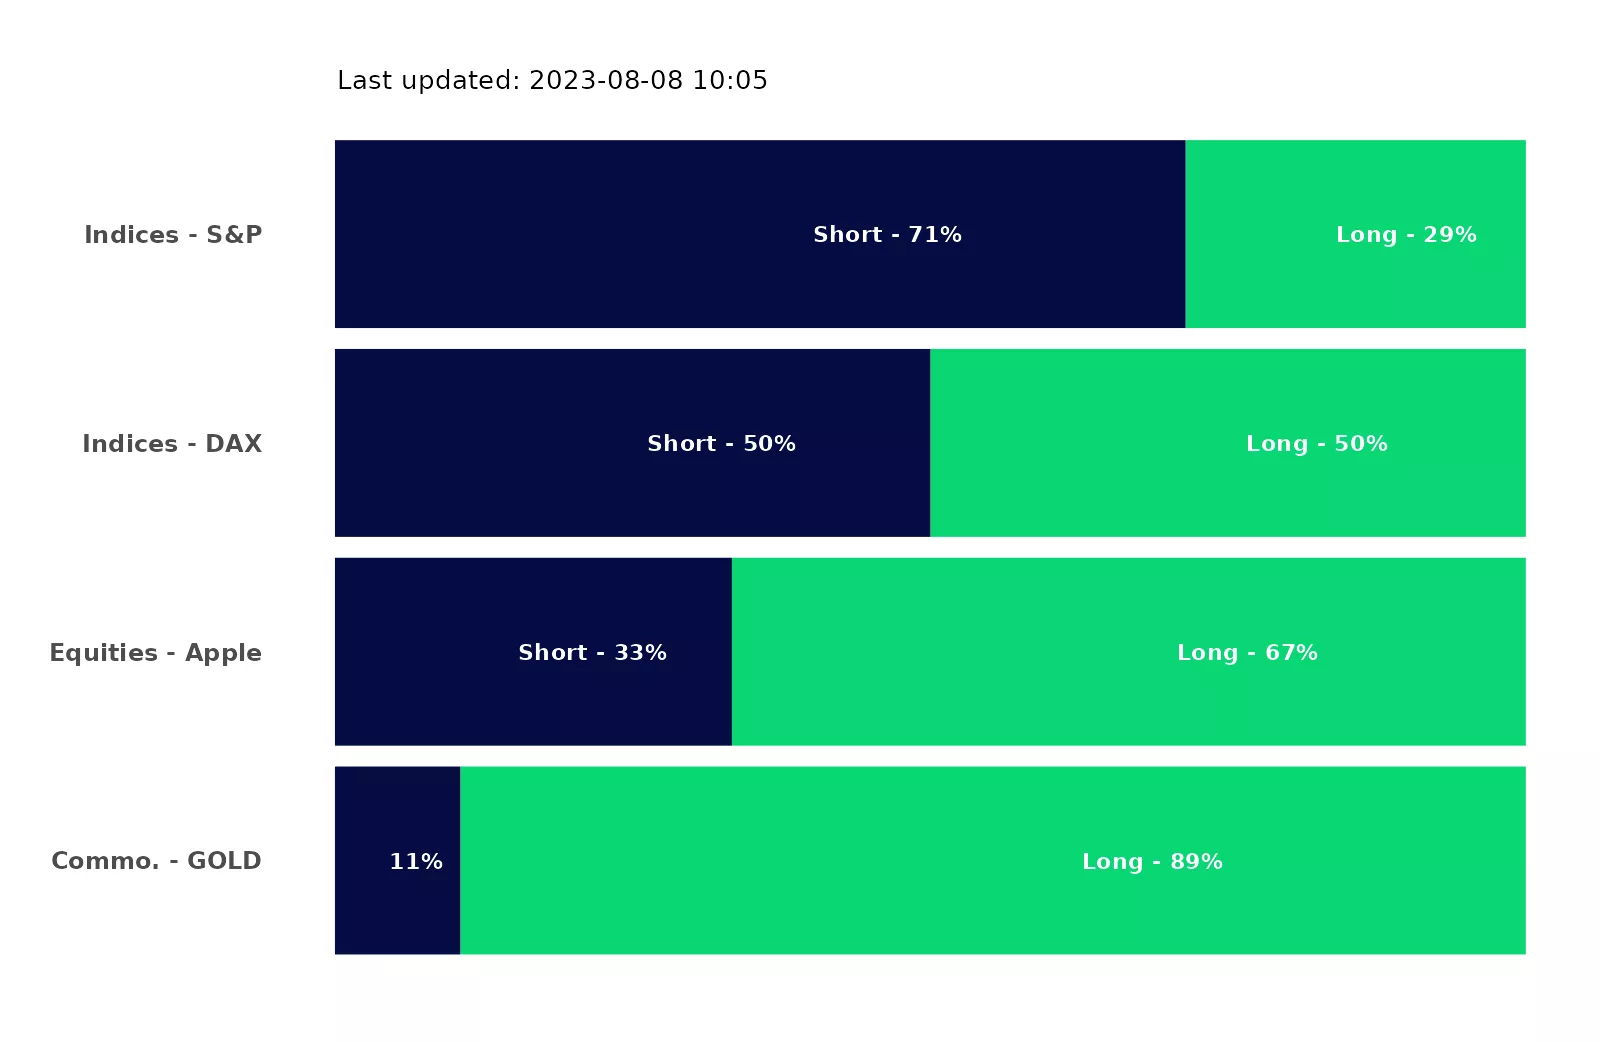 Last updated: 2023-08-08 10:05
Indices - S&P Short - 71% Long - 29%
Indices - DAX Short - 50% Long - 50%
Equities - Apple Short - 33% Long - 67%
Commo. - GOLD 11% Long - 89%